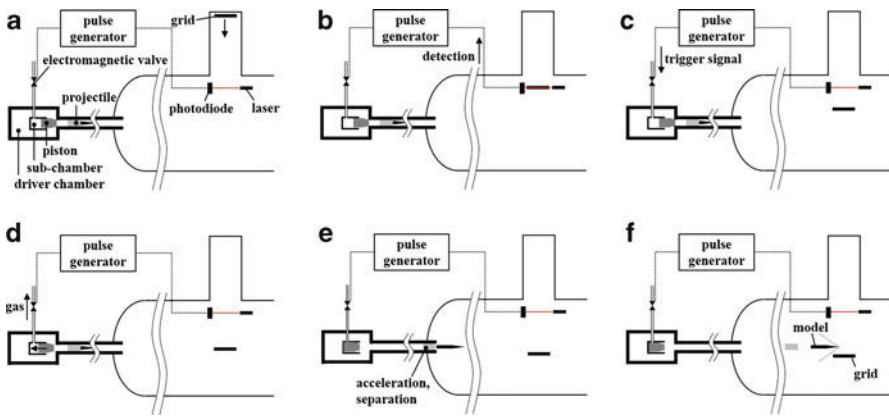 a
pulse
generator
grid
electromagnetic valve
projectile
photodiode
laser
piston
sub-chamber
driver chamber
b
pulse
generator
detection
c
pulse
generator
trigger signal
d
pulse
generator
gas
e
pulse
generator
acceleration,
separation
f
pulse
generator
model
grid